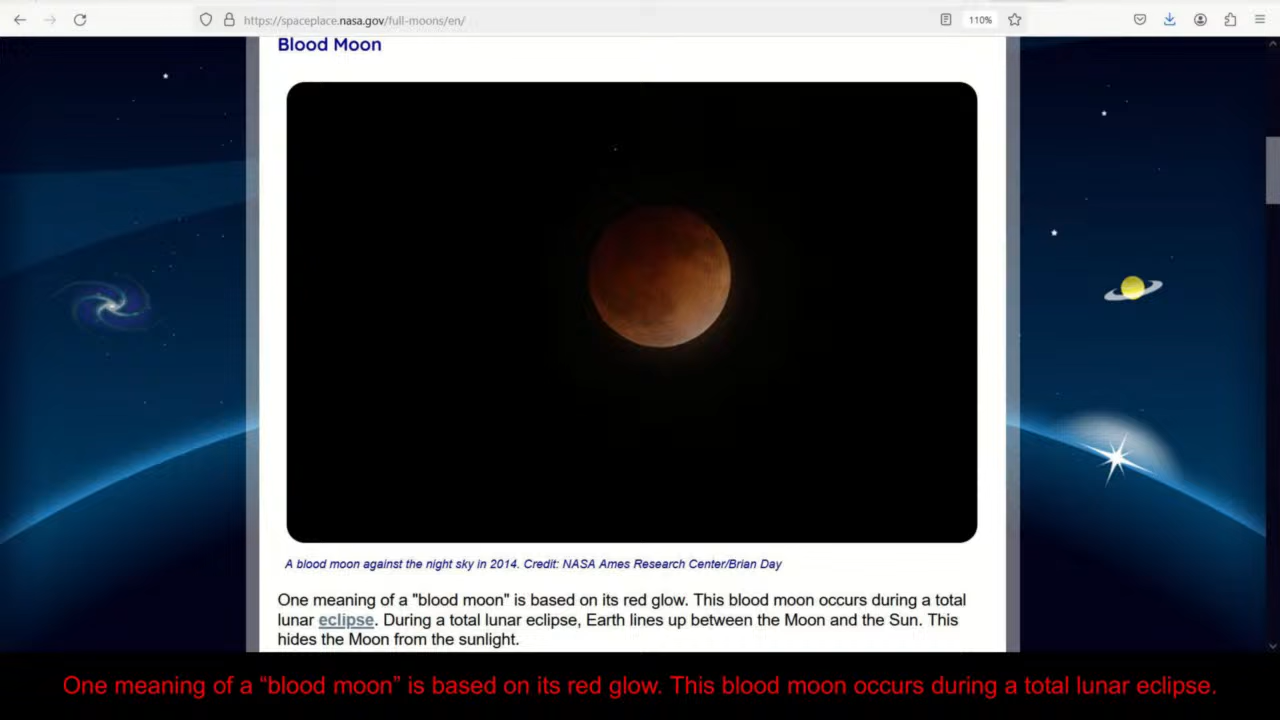 https://spaceplace.nasa.gov/full-moons/en/
110%
Blood Moon
A blood moon against the night sky in 2014. Credit: NASA Ames Research Center/Brian Day
One meaning of a "blood moon" is based on its red glow. This blood moon occurs during a total
lunar eclipse. During a total lunar eclipse, Earth lines up between the Moon and the Sun. This
hides the Moon from the sunlight.
One meaning of a “blood moon” is based on its red glow. This blood moon occurs during a total lunar eclipse.